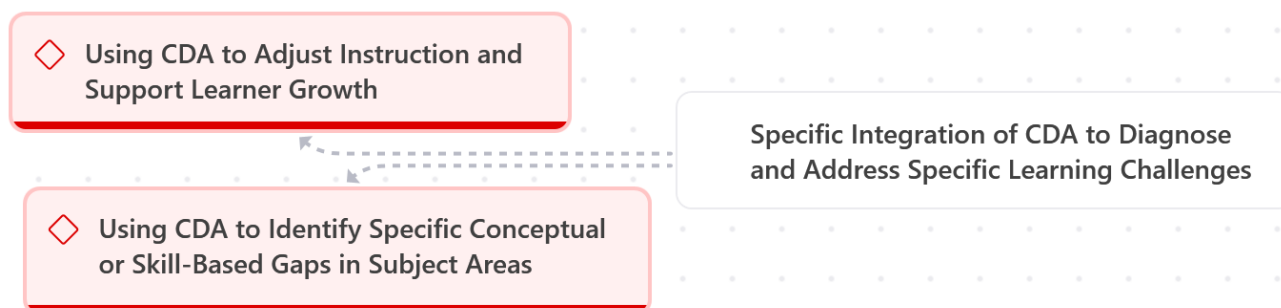 Using CDA to Adjust Instruction and
Support Learner Growth
Specific Integration of CDA to Diagnose
and Address Specific Learning Challenges
Using CDA to Identify Specific Conceptual
or Skill-Based Gaps in Subject Areas